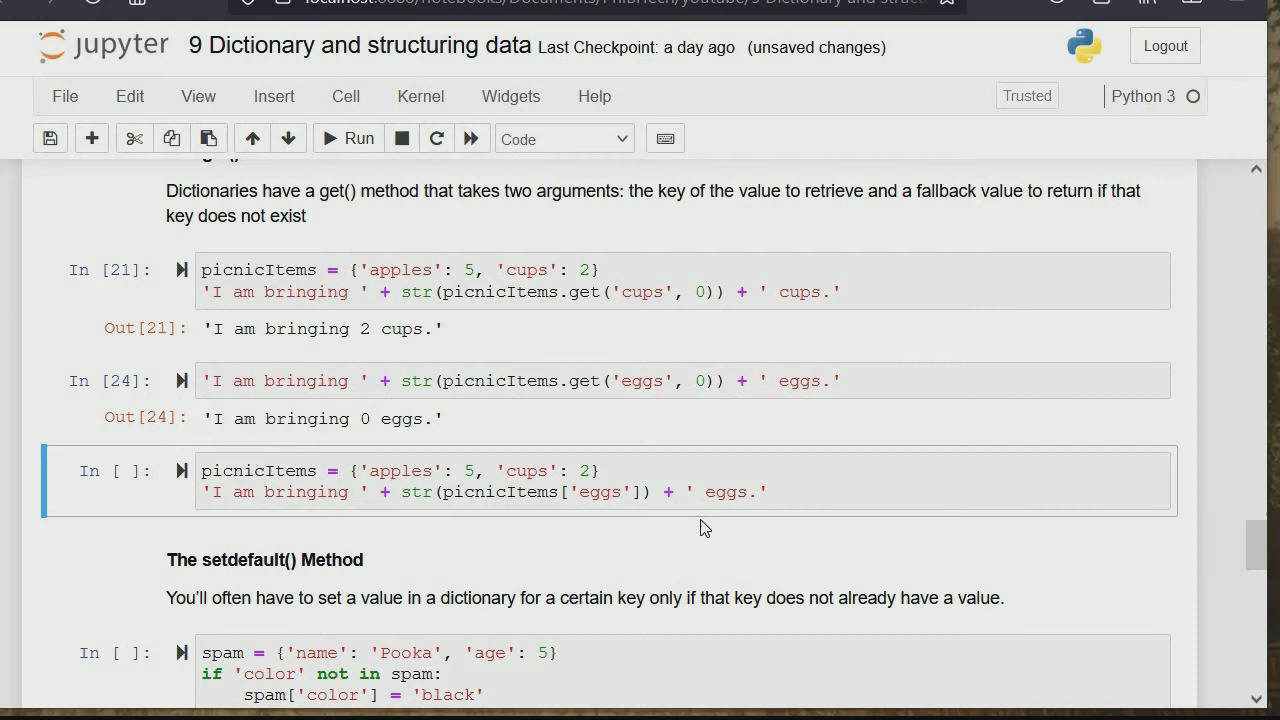 jupyter 9 Dictionary and structuring data Last Checkpoint: a day ago (unsaved changes) Logout
File Edit View Insert Cell Kernel Widgets Help Trusted Python 3
Run Code
Dictionaries have a get() method that takes two arguments: the key of the value to retrieve and a fallback value to return if that
key does not exist
In [21]: picnicItems = {'apples': 5, 'cups': 2}
'I am bringing ' + str(picnicItems.get('cups', 0)) + ' cups.'
Out[21]: 'I am bringing 2 cups.'
In [24]: 'I am bringing ' + str(picnicItems.get('eggs', 0)) + ' eggs.'
Out[24]: 'I am bringing 0 eggs.'
In [ ]: picnicItems = {'apples': 5, 'cups': 2}
'I am bringing ' + str(picnicItems['eggs']) + ' eggs.'
The setdefault() Method
You’ll often have to set a value in a dictionary for a certain key only if that key does not already have a value.
In [ ]: spam = {'name': 'Pooka', 'age': 5}
if 'color' not in spam:
spam['color'] = 'black'